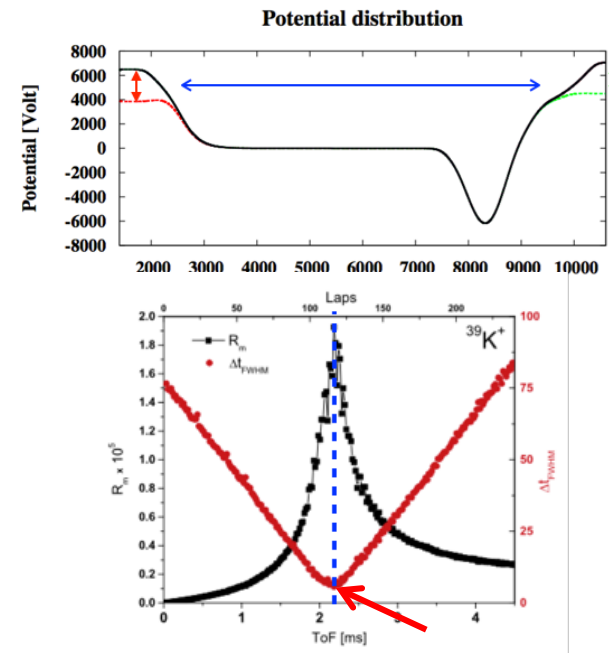 Potential distribution
8000
6000
4000
2000
0
-2000
-4000
-6000
-8000
Potential [Volt]
2000 3000 4000 5000 6000 7000 8000 9000 10000
Laps
0 50 100 150 200
2.0
1.8
1.6
1.4
1.2
1.0
0.8
0.6
0.4
0.2
0.0
R_m x 10^5
R_m
Δt_FWHM
39K+
100
75
50
25
0
Δt_FWHM
0 1 2 3 4
ToF [ms]